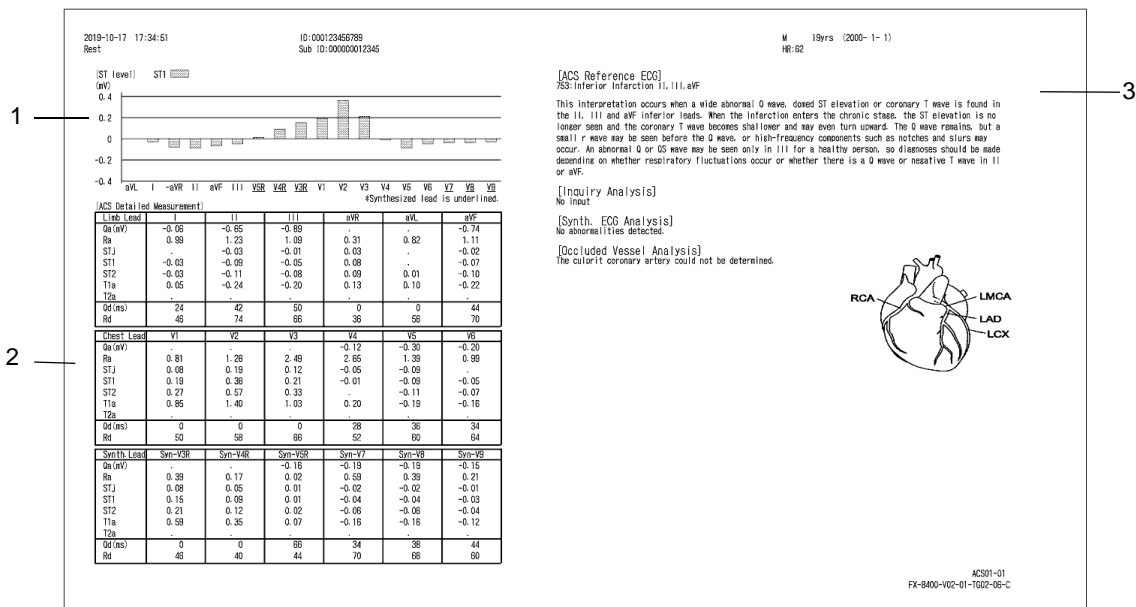 2019-10-17 17:34:51
Rest
ID:000123456789
Sub ID:000000012345
M 19yrs (2000- 1- 1)
HR:62
1
[ST level] ST1
(mV)
0.4
0.2
0
-0.2
-0.4
aVL I -aVR II aVF III V5R V4R V3R V1 V2 V3 V4 V5 V6 V7 V8 V9
*Synthesized lead is underlined.
2
[ACS Detailed Measurement]
Limb Lead I II III aVR aVL aVF
Qa(mV) -0.06 -0.65 -0.89 . . -0.74
Ra 0.99 1.23 1.09 0.31 0.82 1.11
STJ . -0.03 -0.01 0.03 . -0.02
ST1 -0.03 -0.09 -0.05 0.08 . -0.07
ST2 -0.03 -0.11 -0.08 0.09 0.01 -0.10
T1a 0.05 -0.24 -0.20 0.13 0.10 -0.22
T2a . . . . . .
Qd(ms) 24 42 50 0 0 44
Rd 46 74 66 36 56 70
Chest Lead V1 V2 V3 V4 V5 V6
Qa(mV) . . . -0.12 -0.30 -0.20
Ra 0.81 1.26 2.49 2.65 1.39 0.99
STJ 0.08 0.19 0.12 -0.05 -0.09 .
ST1 0.19 0.36 0.21 -0.01 -0.09 -0.05
ST2 0.27 0.57 0.33 . -0.11 -0.07
T1a 0.85 1.40 1.03 0.20 -0.19 -0.16
T2a . . . . . .
Qd(ms) 0 0 0 28 36 34
Rd 50 58 66 52 60 64
Synth.Lead Syn-V3R Syn-V4R Syn-V5R Syn-V7 Syn-V8 Syn-V9
Qa(mV) . . -0.16 -0.19 -0.19 -0.15
Ra 0.39 0.17 0.02 0.59 0.39 0.21
STJ 0.08 0.05 0.01 -0.02 -0.02 -0.01
ST1 0.15 0.09 0.01 -0.04 -0.04 -0.03
ST2 0.21 0.12 0.02 -0.06 -0.06 -0.04
T1a 0.59 0.35 0.07 -0.16 -0.16 -0.12
T2a . . . . . .
Qd(ms) 0 0 66 34 38 44
Rd 46 40 44 70 66 60
3
[ACS Reference ECG]
753:Inferior Infarction II,III,aVF
This interpretation occurs when a wide abnormal Q wave, domed ST elevation or coronary T wave is found in
the II, III and aVF inferior leads. When the infarction enters the chronic stage, the ST elevation is no
longer seen and the coronary T wave becomes shallower and may even turn upward. The Q wave remains, but a
small r wave may be seen before the Q wave, or high-frequency components such as notches and slurs may
occur. An abnormal Q or QS wave may be seen only in III for a healthy person, so diagnoses should be made
depending on whether respiratory fluctuations occur or whether there is a Q wave or negative T wave in II
or aVF.
[Inquiry Analysis]
No input
[Synth. ECG Analysis]
No abnormalities detected.
[Occluded Vessel Analysis]
The culprit coronary artery could not be determined.
RCA
LMCA
LAD
LCX
ACS01-01
FX-8400-V02-01-TG02-06-C